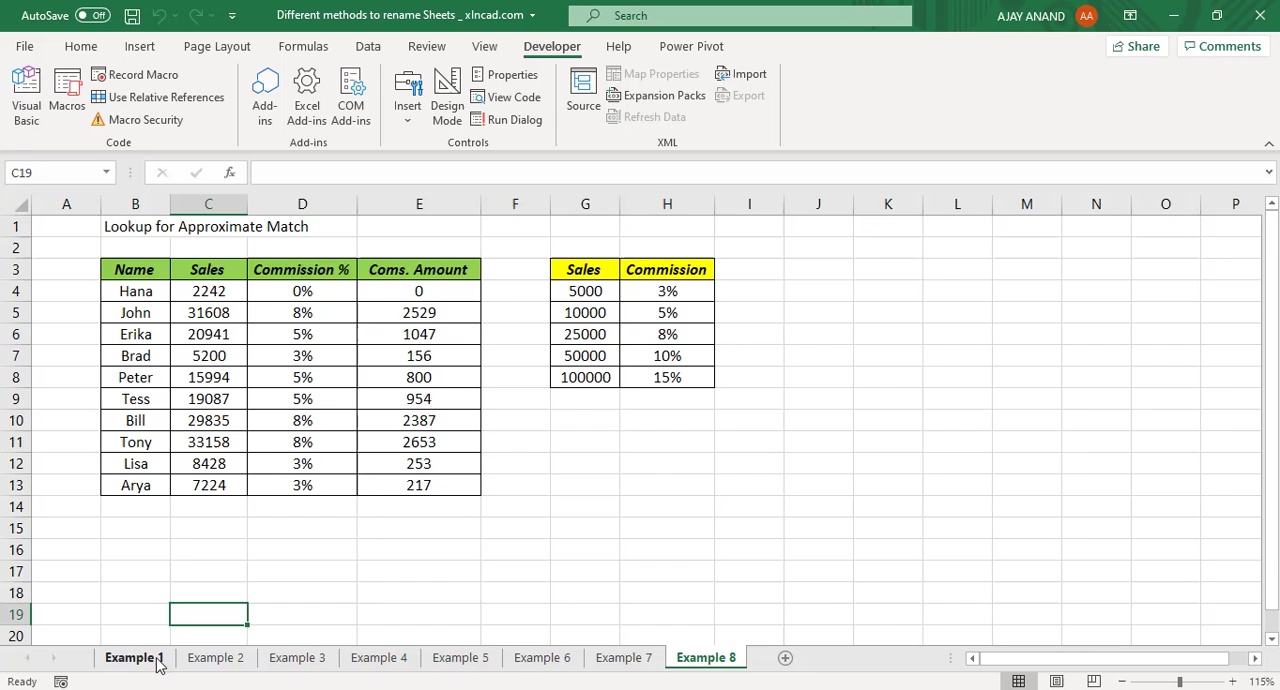 AutoSave Off Different methods to rename Sheets _ xlncad.com Search AJAY ANAND AA
File Home Insert Page Layout Formulas Data Review View Developer Help Power Pivot Share Comments
Visual Basic
Macros
Record Macro
Use Relative References
Macro Security
Code
Add-ins
Excel Add-ins
COM Add-ins
Add-ins
Insert
Design Mode
Properties
View Code
Run Dialog
Controls
Source
Map Properties
Expansion Packs
Refresh Data
Import
Export
XML
C19 fx
A B C D E F G H I J K L M N O P
1 Lookup for Approximate Match
2
3 Name Sales Commission % Coms. Amount Sales Commission
4 Hana 2242 0% 0 5000 3%
5 John 31608 8% 2529 10000 5%
6 Erika 20941 5% 1047 25000 8%
7 Brad 5200 3% 156 50000 10%
8 Peter 15994 5% 800 100000 15%
9 Tess 19087 5% 954
10 Bill 29835 8% 2387
11 Tony 33158 8% 2653
12 Lisa 8428 3% 253
13 Arya 7224 3% 217
14
15
16
17
18
19
20
Example 1 Example 2 Example 3 Example 4 Example 5 Example 6 Example 7 Example 8
Ready 115%